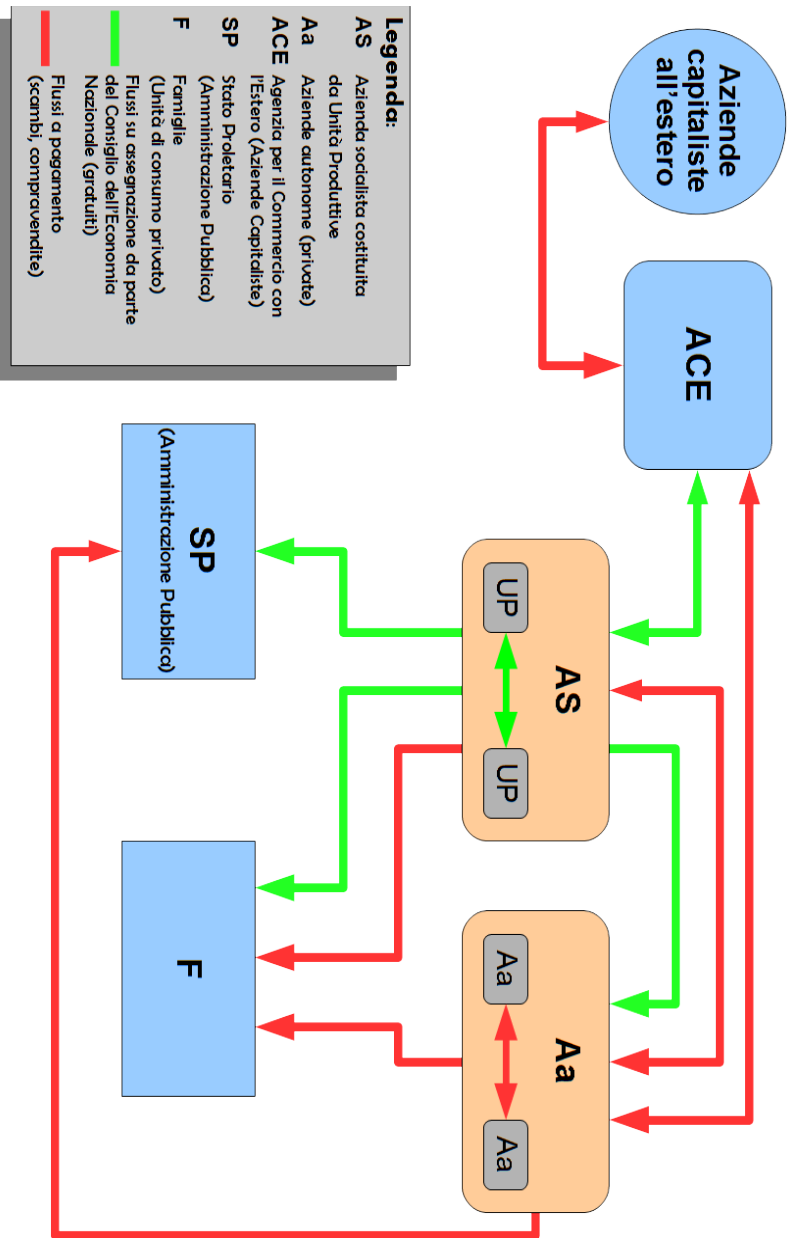 Aziende
capitaliste
all'estero
ACE
AS
UP
UP
Aa
Aa
Aa
SP
(Amministrazione Pubblica)
F
Legenda:
AS Azienda socialista costituita
da Unità Produttive
Aa Aziende autonome (private)
ACE Agenzia per il Commercio con
l'Estero (Aziende Capitaliste)
SP Stato Proletario
(Amministrazione Pubblica)
F Famiglie
(Unità di consumo privato)
Flussi su assegnazione da parte
del Consiglio dell'Economia
Nazionale (gratuiti)
Flussi a pagamento
(scambi, compravendite)